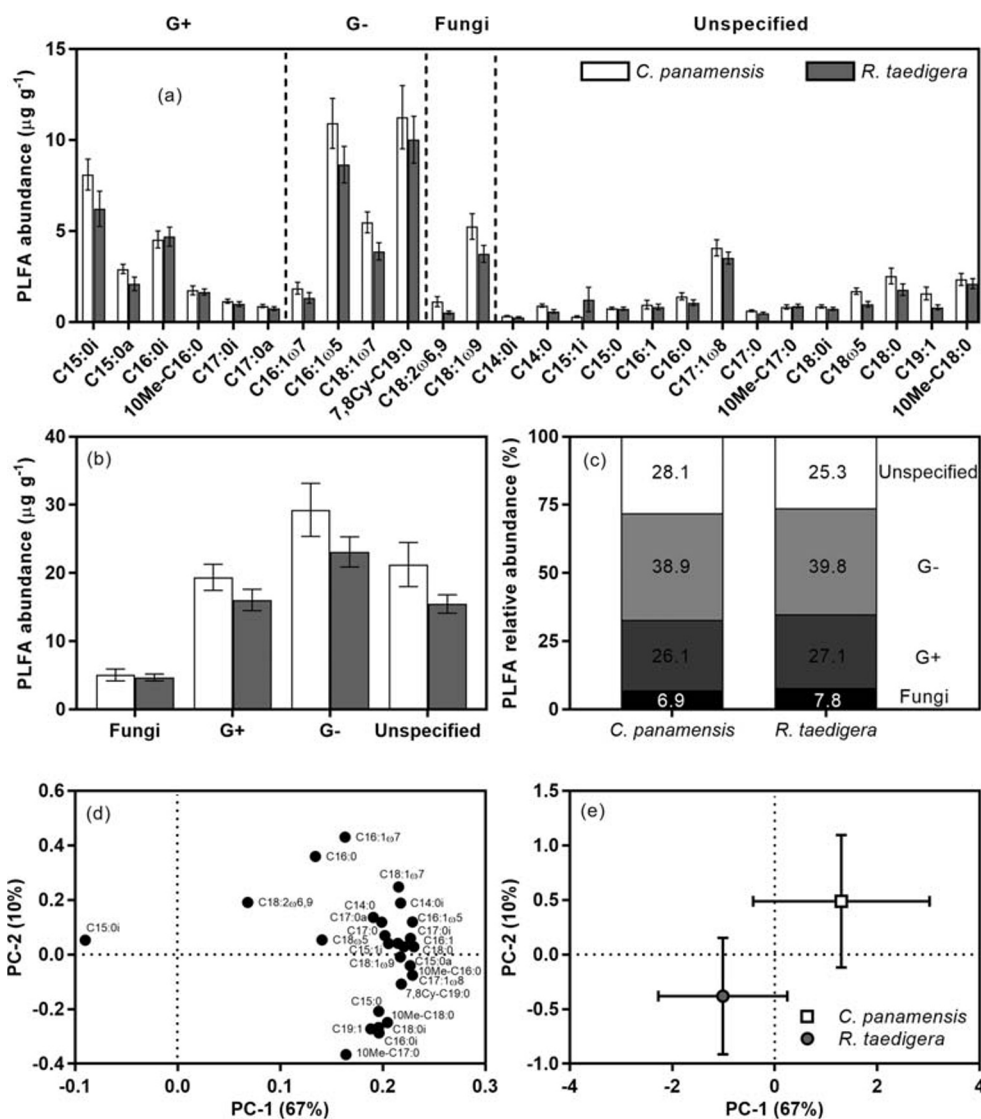 G+ G- Fungi Unspecified
15
10
5
0
PLFA abundance (µg g⁻¹)
(a)
C. panamensis R. taedigera
C15:0i C15:0a C16:0i 10Me-C16:0 C17:0i C17:0a C16:1ω7 C16:1ω5 C18:1ω7 7,8Cy-C19:0 C18:2ω6,9 C18:1ω9 C14:0i C14:0 C15:1i C15:0 C16:1 C16:0 C17:1ω8 C17:0 10Me-C17:0 C18:0i C18ω5 C18:0 C19:1 10Me-C18:0
(b)
PLFA abundance (µg g⁻¹)
40
30
20
10
0
Fungi G+ G- Unspecified
(c)
PLFA relative abundance (%)
100
75
50
25
0
28.1 25.3 Unspecified
38.9 39.8 G-
26.1 27.1 G+
6.9 7.8 Fungi
C. panamensis R. taedigera
(d)
PC-2 (10%)
0.6
0.4
0.2
0.0
-0.2
-0.4
C16:1ω7
C16:0
C18:1ω7
C18:2ω6,9
C14:0 C14:0i
C17:0a C16:1ω5
C15:0i
C17:0 C17:0i
C18ω5 C16:1
C15:1i C18:0
C18:1ω9 C15:0a
10Me-C16:0
C17:1ω8
7,8Cy-C19:0
C15:0
10Me-C18:0
C19:1 C18:0i
C16:0i
10Me-C17:0
-0.1 0.0 0.1 0.2 0.3
PC-1 (67%)
(e)
PC-2 (10%)
1.5
1.0
0.5
0.0
-0.5
-1.0
C. panamensis
R. taedigera
-4 -2 0 2 4
PC-1 (67%)